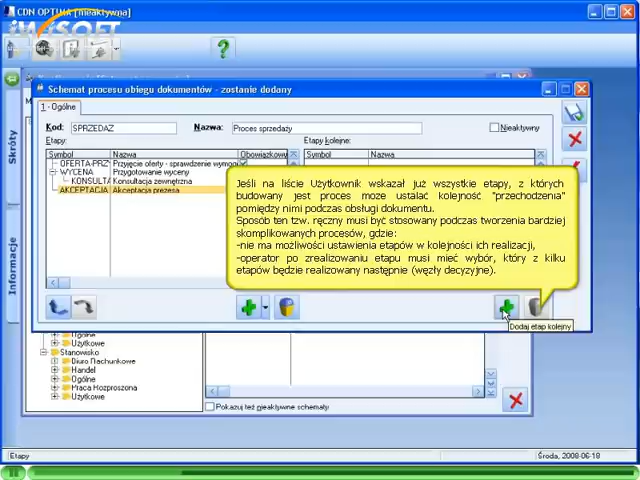 CDN OPTIMA [nieaktywna]
iWiSOFT
Schemat procesu obiegu dokumentów - zostanie dodany
1 - Ogólne
Kod: SPRZEDAZ Nazwa: Proces sprzedaży Nieaktywny
Etapy: Etapy kolejne:
Symbol Nazwa Obowiązkowy Symbol Nazwa
OFERTA-PRZY Przyjęcie oferty - sprawdzenie wymog
WYCENA Przygotowanie wyceny
KONSULTA Konsultacja zewnętrzna
AKCEPTACJA Akceptacja prezesa
Jeśli na liście Użytkownik wskazał już wszystkie etapy, z których
budowany jest proces może ustalać kolejność "przechodzenia"
pomiędzy nimi podczas obsługi dokumentu.
Sposób ten tzw. ręczny musi być stosowany podczas tworzenia bardziej
skomplikowanych procesów, gdzie:
-nie ma możliwości ustawienia etapów w kolejności ich realizacji,
-operator po zrealizowaniu etapu musi mieć wybór, który z kilku
etapów będzie realizowany następnie (węzły decyzyjne).
Dodaj etap kolejny
Skróty
Informacje
Ogólne
Użytkowe
Stanowisko
Biuro Rachunkowe
Handel
Ogólne
Praca Rozproszona
Użytkowe
Pokazuj też nieaktywne schematy
Etapy Środa, 2008-06-18